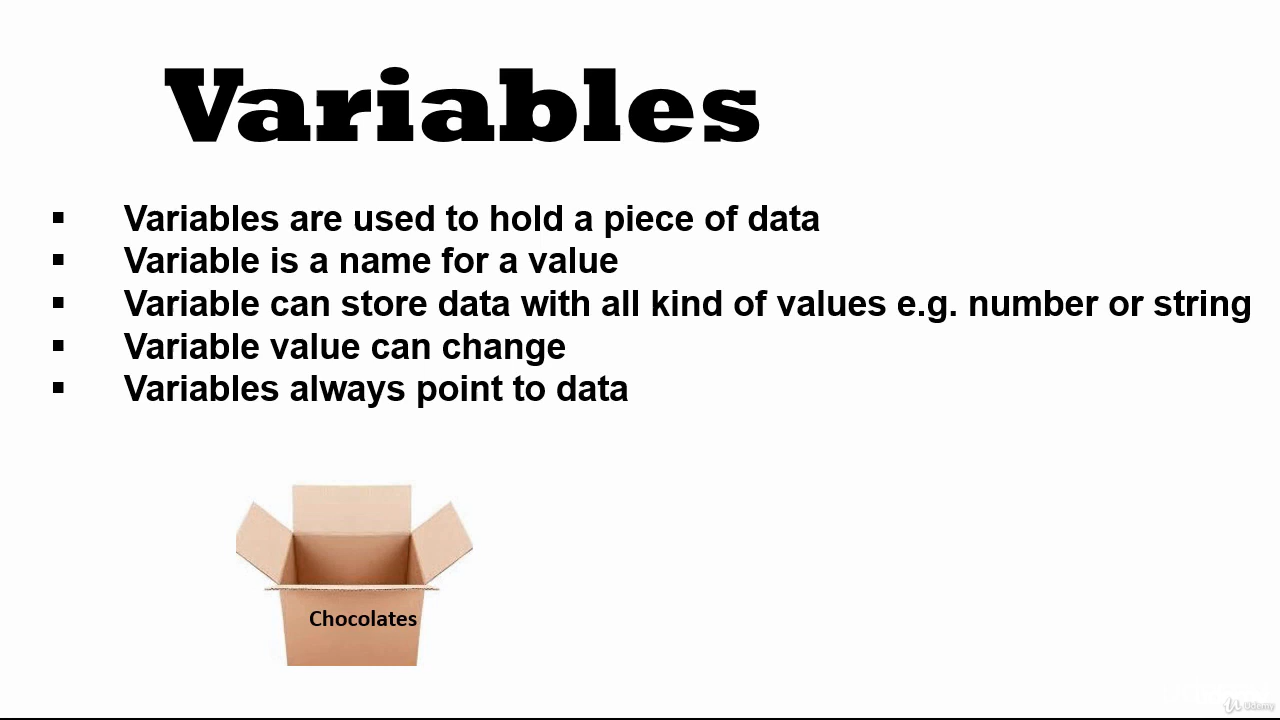 Variables
▪ Variables are used to hold a piece of data
▪ Variable is a name for a value
▪ Variable can store data with all kind of values e.g. number or string
▪ Variable value can change
▪ Variables always point to data
Chocolates
Udemy